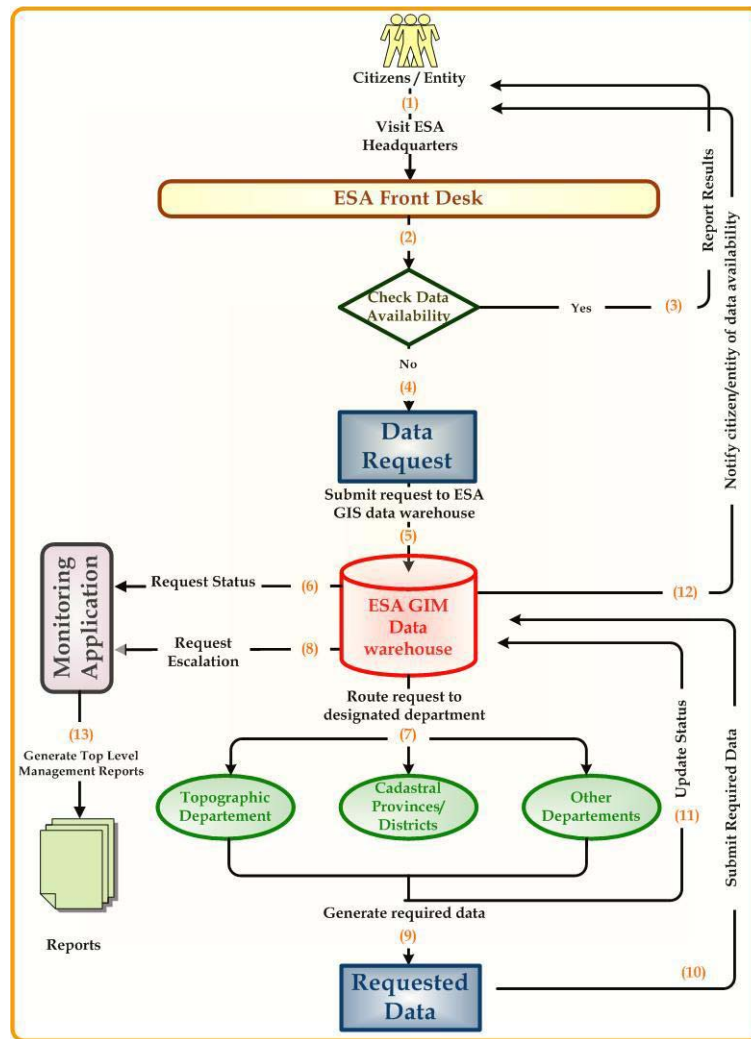 Citizens / Entity
(1)
Visit ESA
Headquarters
ESA Front Desk
(2)
Check Data
Availability
Yes
(3)
Report Results
Notify citizen/entity of data availability
No
(4)
Data
Request
Submit request to ESA
GIS data warehouse
(5)
Monitoring
Application
Request Status
(6)
ESA GIM
Data
warehouse
(12)
Request
Escalation
(8)
Route request to
designated department
(7)
(13)
Generate Top Level
Management Reports
Topographic
Departement
Cadastral
Provinces/
Districts
Other
Departements
Update Status
(11)
Submit Required Data
Reports
Generate required data
(9)
(10)
Requested
Data